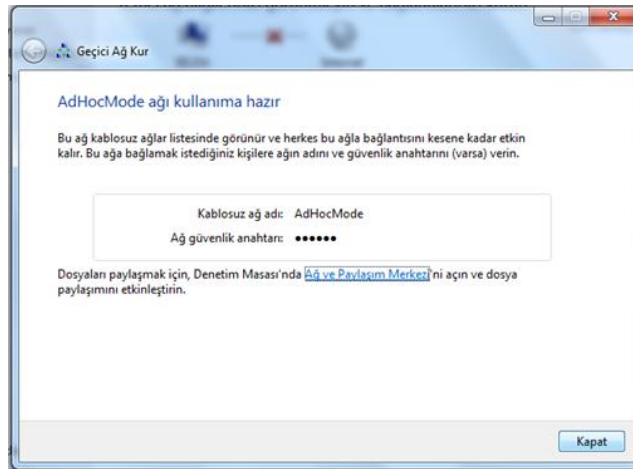 Geçici Ağ Kur
AdHocMode ağı kullanıma hazır
Bu ağ kablosuz ağlar listesinde görünür ve herkes bu ağla bağlantısını kesene kadar etkin
kalır. Bu ağa bağlamak istediğiniz kişilere ağın adını ve güvenlik anahtarını (varsa) verin.
Kablosuz ağ adı: AdHocMode
Ağ güvenlik anahtarı: ••••••
Dosyaları paylaşmak için, Denetim Masası'nda Ağ ve Paylaşım Merkezi'ni açın ve dosya
paylaşımını etkinleştirin.
Kapat